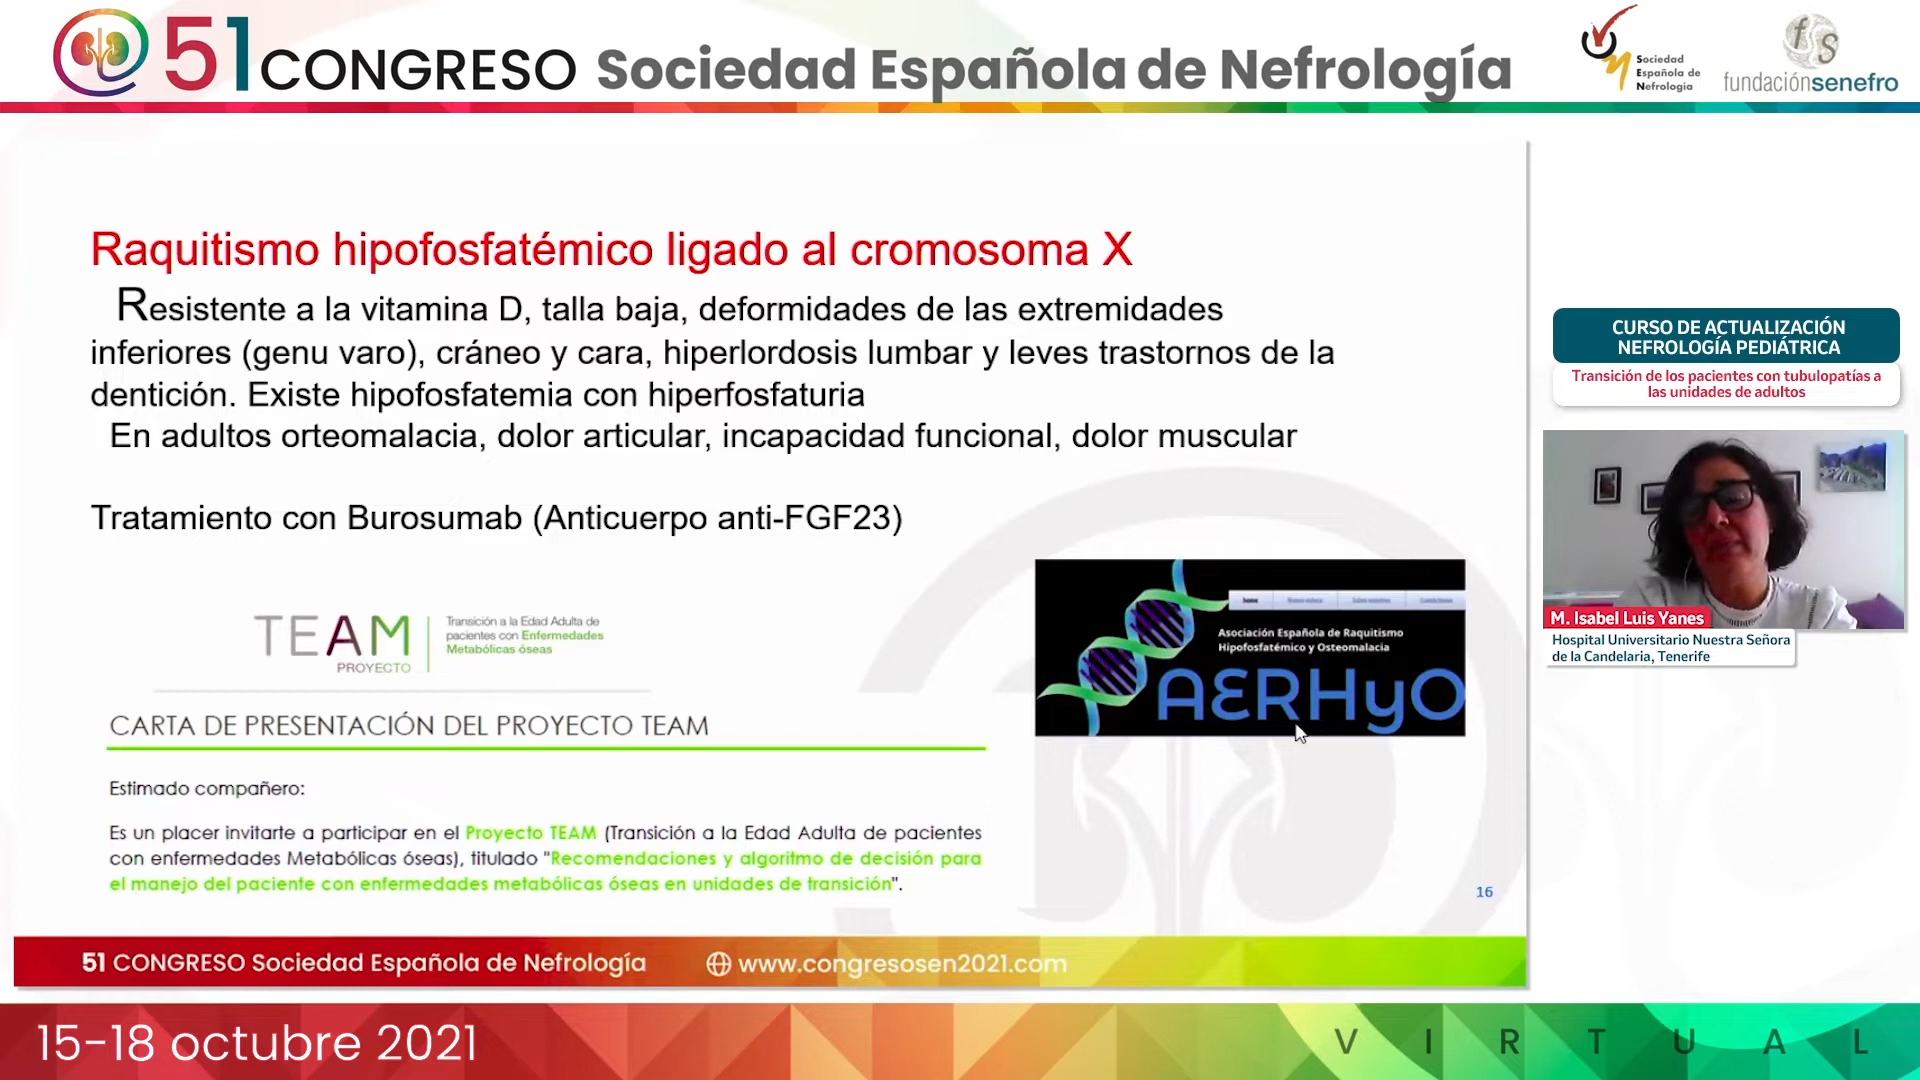 51 CONGRESO Sociedad Española de Nefrología
Sociedad
Española de
Nefrología
fundaciónsenefro
Raquitismo hipofosfatémico ligado al cromosoma X
Resistente a la vitamina D, talla baja, deformidades de las extremidades
inferiores (genu varo), cráneo y cara, hiperlordosis lumbar y leves trastornos de la
dentición. Existe hipofosfatemia con hiperfosfaturia
En adultos orteomalacia, dolor articular, incapacidad funcional, dolor muscular
Tratamiento con Burosumab (Anticuerpo anti-FGF23)
TEAM
PROYECTO
Transición a la Edad Adulta de
pacientes con Enfermedades
Metabólicas óseas
CARTA DE PRESENTACIÓN DEL PROYECTO TEAM
Estimado compañero:
Es un placer invitarte a participar en el Proyecto TEAM (Transición a la Edad Adulta de pacientes
con enfermedades Metabólicas óseas), titulado "Recomendaciones y algoritmo de decisión para
el manejo del paciente con enfermedades metabólicas óseas en unidades de transición".
Asociación Española de Raquitismo
Hipofosfatémico y Osteomalacia
AERHyO
16
51 CONGRESO Sociedad Española de Nefrología
www.congresosen2021.com
CURSO DE ACTUALIZACIÓN
NEFROLOGÍA PEDIÁTRICA
Transición de los pacientes con tubulopatías a
las unidades de adultos
M. Isabel Luis Yanes
Hospital Universitario Nuestra Señora
de la Candelaria, Tenerife
15-18 octubre 2021
VIRTUAL